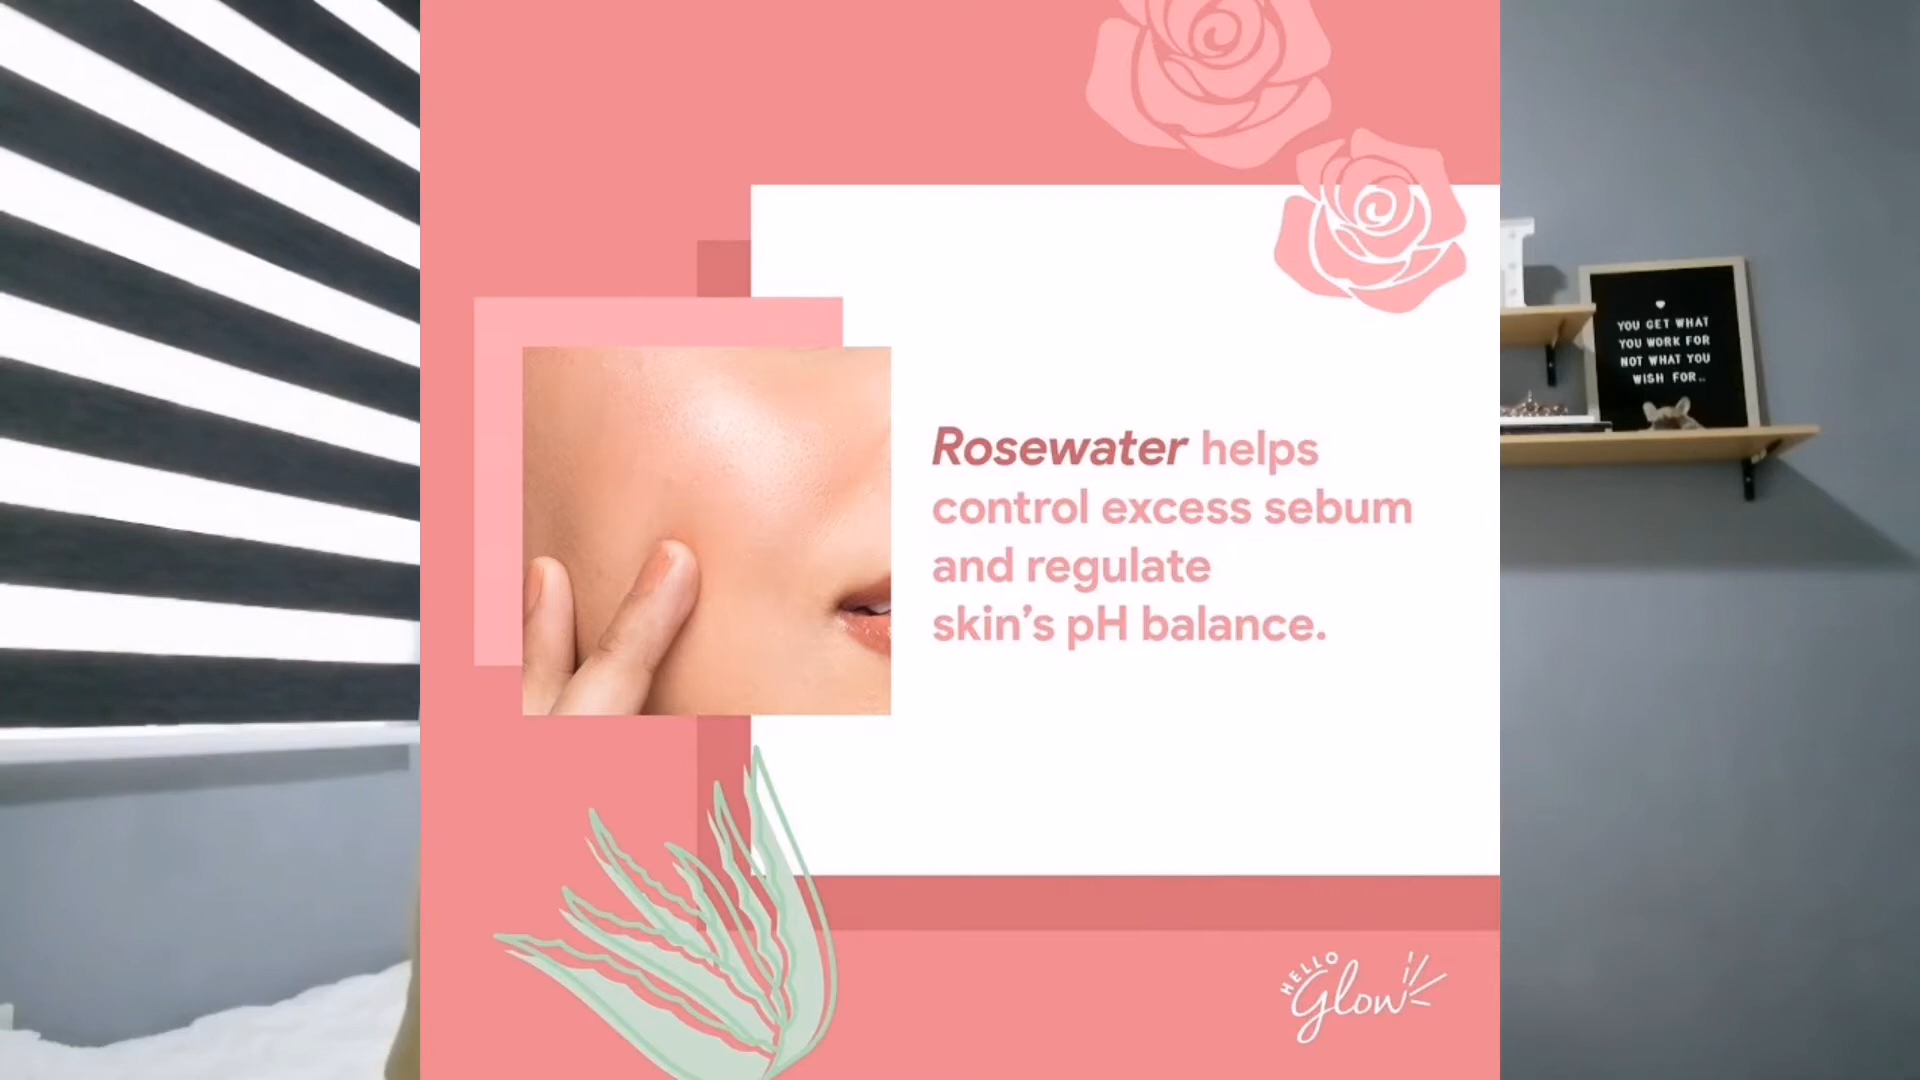 Rosewater helps
control excess sebum
and regulate
skin's pH balance.
HELLO
Glow
YOU GET WHAT
YOU WORK FOR
NOT WHAT YOU
WISH FOR..